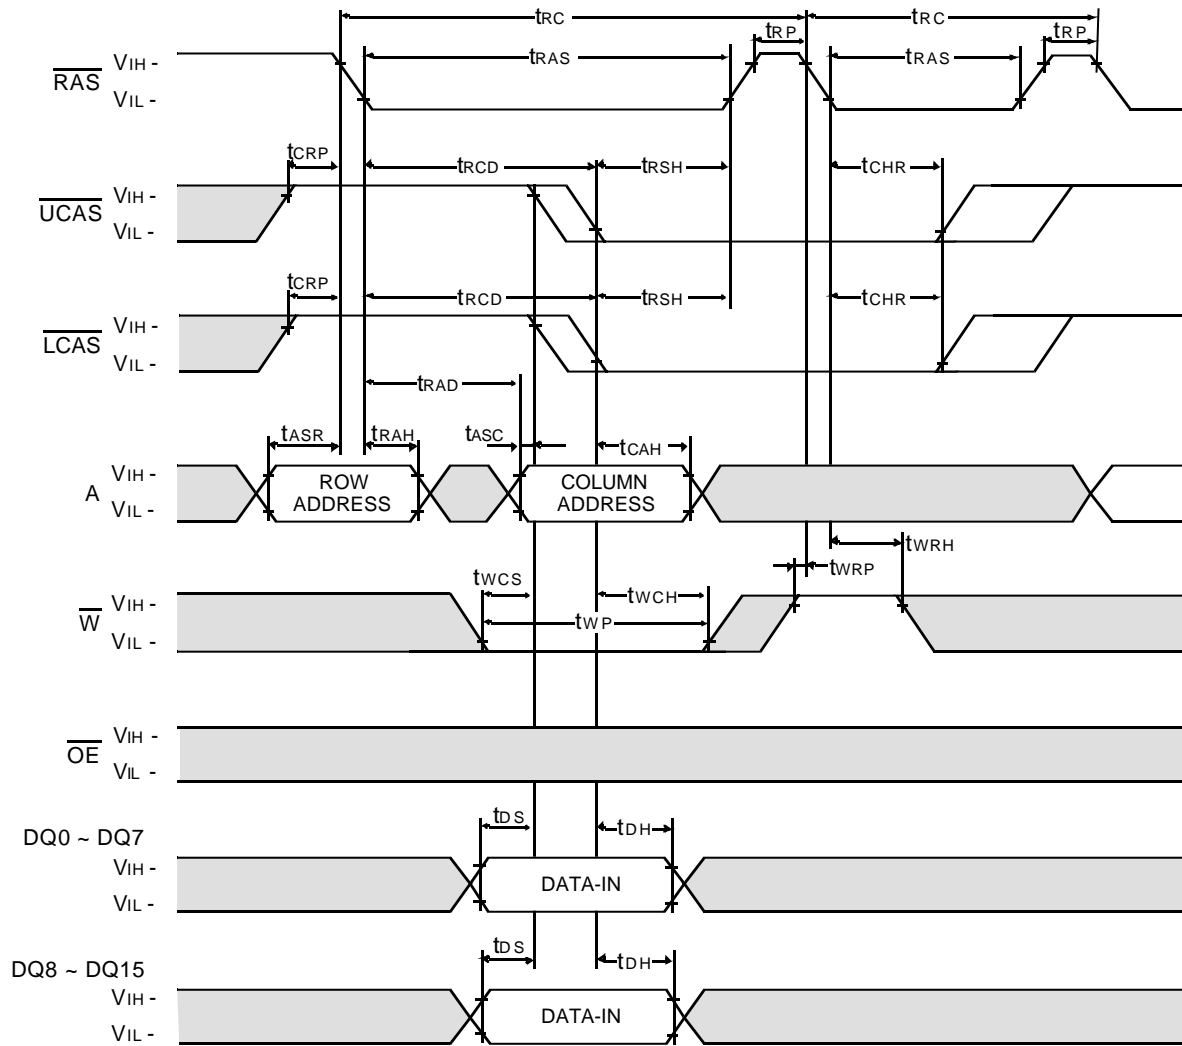 tRC tRC
tRP tRP
tRAS tRAS
RAS VIH -
VIL -
tCRP tRCD tRSH tCHR
UCAS VIH -
VIL -
tCRP tRCD tRSH tCHR
LCAS VIH -
VIL -
tRAD
tASR tRAH tASC tCAH
A VIH -
VIL -
ROW
ADDRESS
COLUMN
ADDRESS
tWRH
tWRP
tWCS tWCH
tWP
W VIH -
VIL -
OE VIH -
VIL -
tDS tDH
DQ0 ~ DQ7
VIH -
VIL -
DATA-IN
tDS tDH
DQ8 ~ DQ15
VIH -
VIL -
DATA-IN